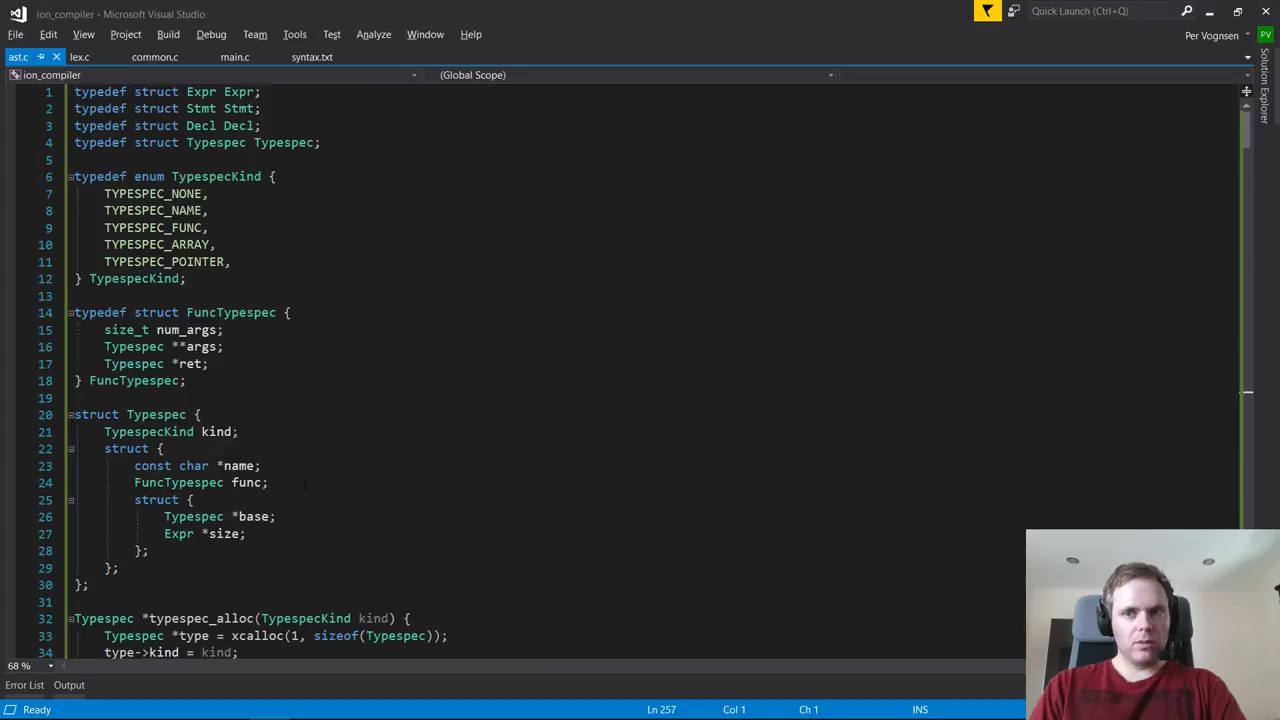 ion_compiler - Microsoft Visual Studio
Quick Launch (Ctrl+Q)
File Edit View Project Build Debug Team Tools Test Analyze Window Help
Per Vognsen
PV
ast.c lex.c common.c main.c syntax.txt
ion_compiler (Global Scope)
Solution Explorer
1 typedef struct Expr Expr;
2 typedef struct Stmt Stmt;
3 typedef struct Decl Decl;
4 typedef struct Typespec Typespec;
5
6 typedef enum TypespecKind {
7 TYPESPEC_NONE,
8 TYPESPEC_NAME,
9 TYPESPEC_FUNC,
10 TYPESPEC_ARRAY,
11 TYPESPEC_POINTER,
12 } TypespecKind;
13
14 typedef struct FuncTypespec {
15 size_t num_args;
16 Typespec **args;
17 Typespec *ret;
18 } FuncTypespec;
19
20 struct Typespec {
21 TypespecKind kind;
22 struct {
23 const char *name;
24 FuncTypespec func;
25 struct {
26 Typespec *base;
27 Expr *size;
28 };
29 };
30 };
31
32 Typespec *typespec_alloc(TypespecKind kind) {
33 Typespec *type = xcalloc(1, sizeof(Typespec));
34 type->kind = kind;
68 %
Error List Output
Ready Ln 257 Col 1 Ch 1 INS